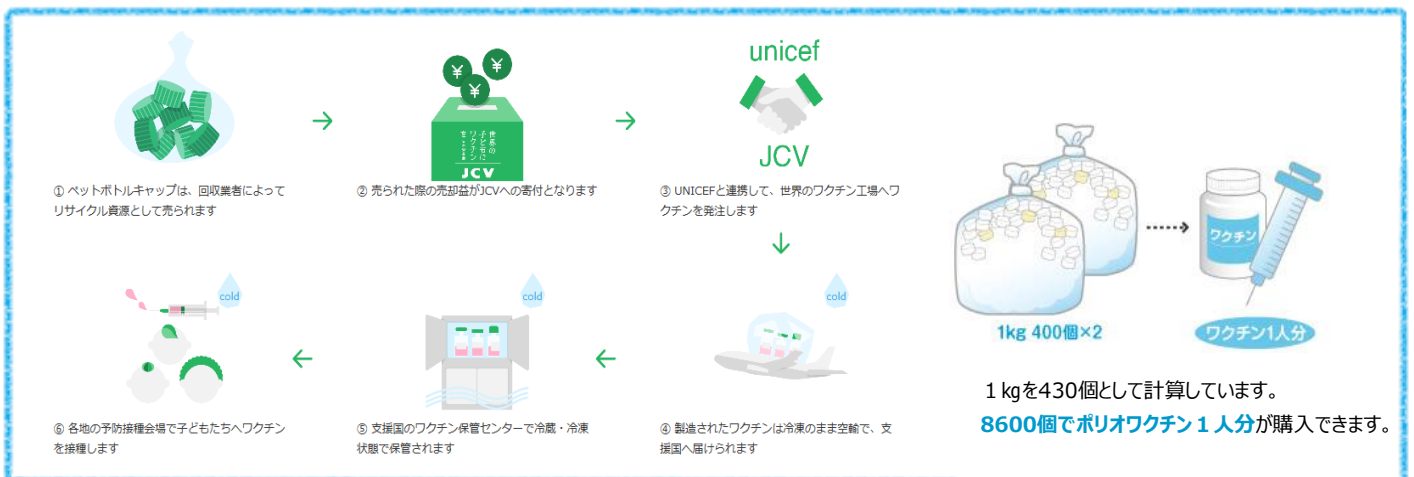 ① ペットボトルキャップは、回収業者によって
リサイクル資源として売られます
→
¥
¥
¥
世界の
子どもに
ワクチン
を
JCV
② 売られた際の売却益がJCVへの寄付となります
→
unicef
JCV
③ UNICEFと連携して、世界のワクチン工場へワ
クチンを発注します
↓
cold
④ 製造されたワクチンは冷凍のまま空輸で、支
援国へ届けられます
←
cold
⑤ 支援国のワクチン保管センターで冷蔵・冷凍
状態で保管されます
←
cold
⑥ 各地の予防接種会場で子どもたちへワクチン
を接種します
ワクチン
1kg 400個×2
ワクチン1人分
1kgを430個として計算しています。
8600個でポリオワクチン1人分が購入できます。